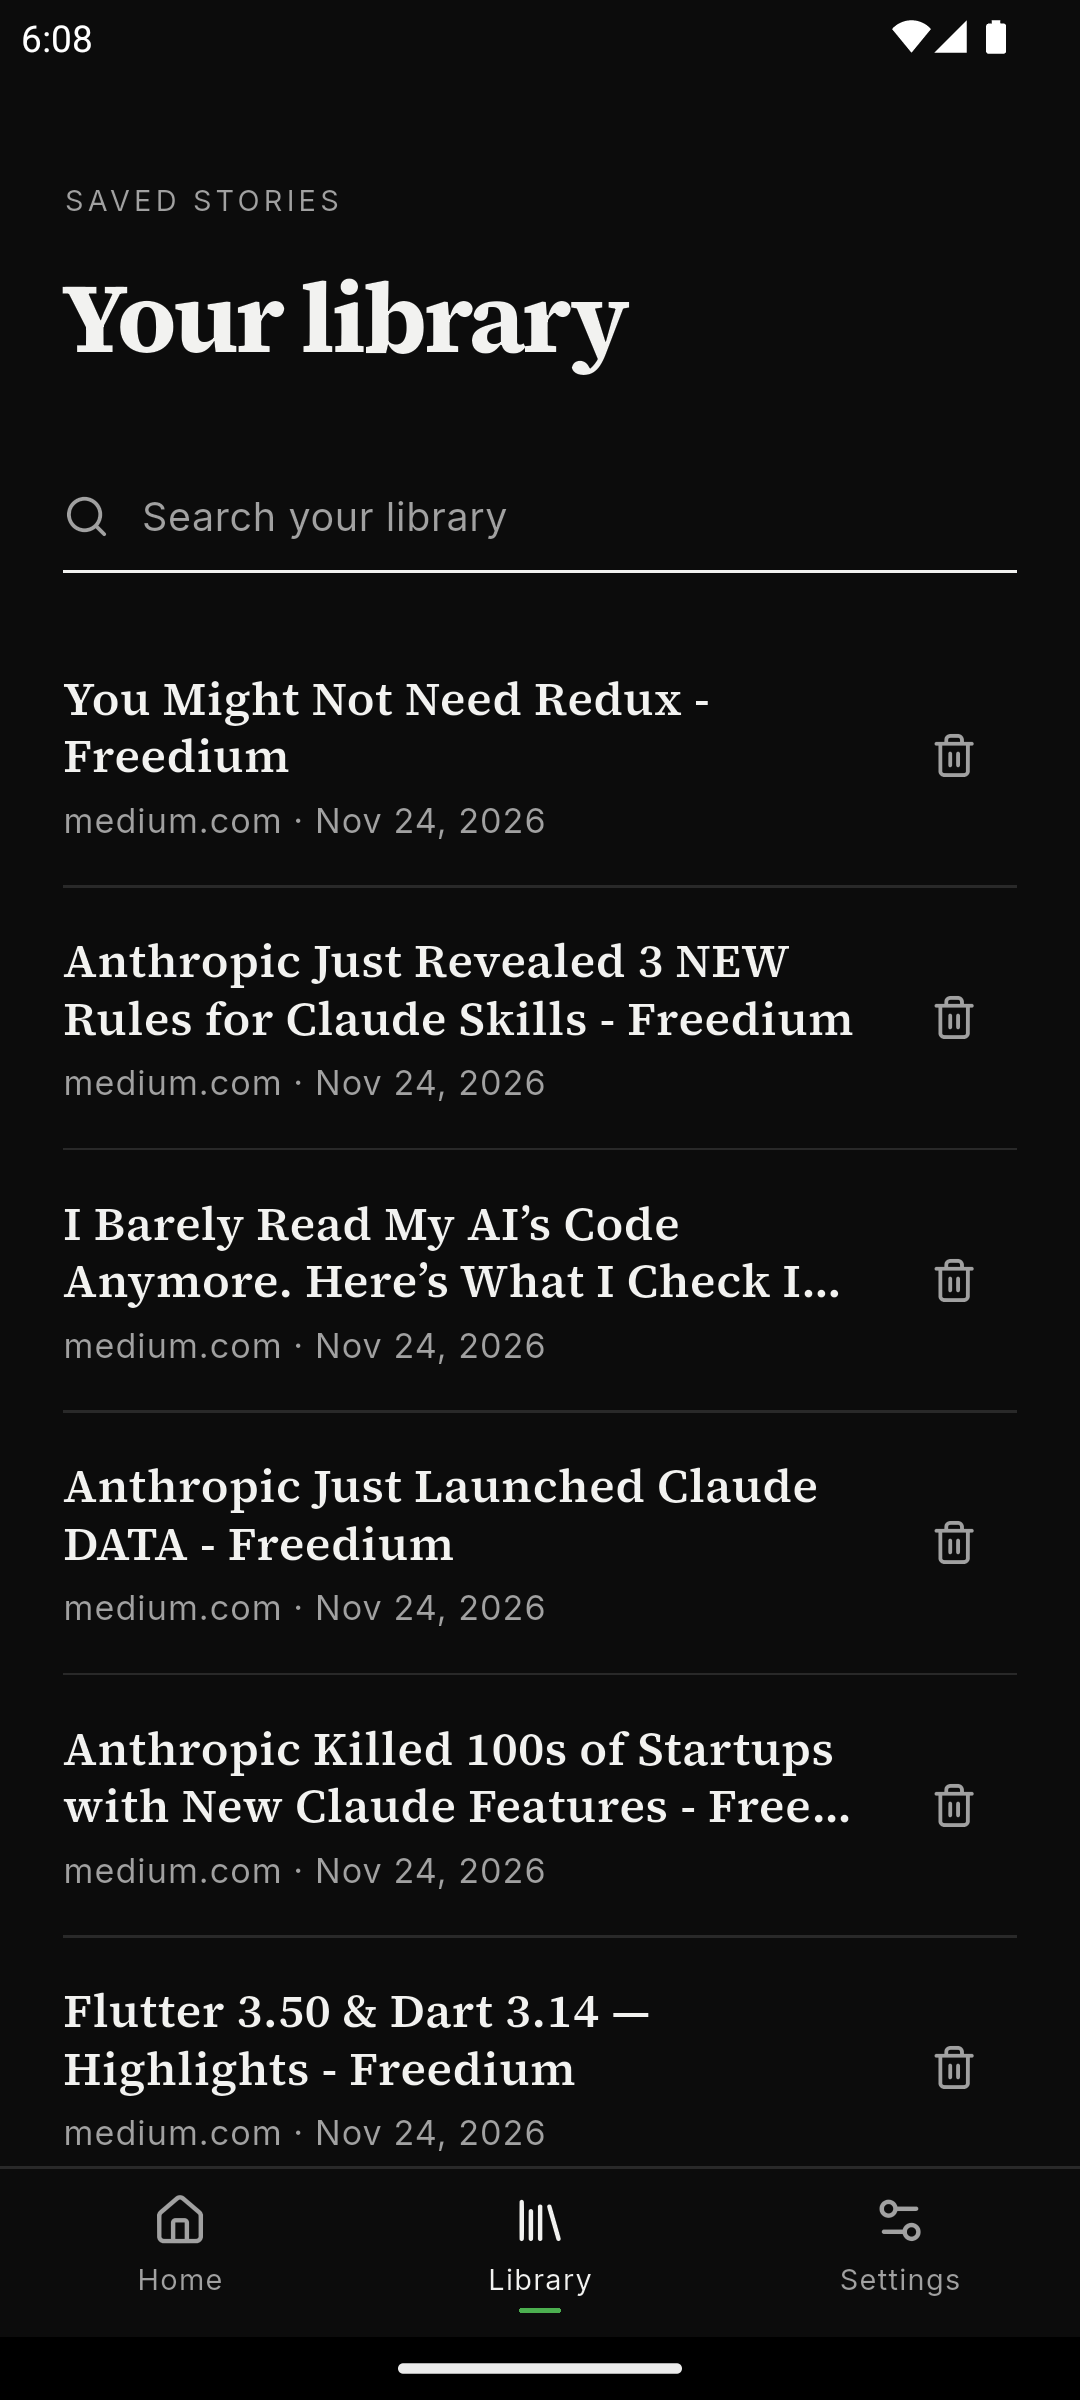 6:08
SAVED STORIES
Your library
Search your library
You Might Not Need Redux -
Freedium
medium.com · Nov 24, 2026
Anthropic Just Revealed 3 NEW
Rules for Claude Skills - Freedium
medium.com · Nov 24, 2026
I Barely Read My AI’s Code
Anymore. Here’s What I Check I...
medium.com · Nov 24, 2026
Anthropic Just Launched Claude
DATA - Freedium
medium.com · Nov 24, 2026
Anthropic Killed 100s of Startups
with New Claude Features - Free...
medium.com · Nov 24, 2026
Flutter 3.50 & Dart 3.14 —
Highlights - Freedium
medium.com · Nov 24, 2026
Home
Library
Settings